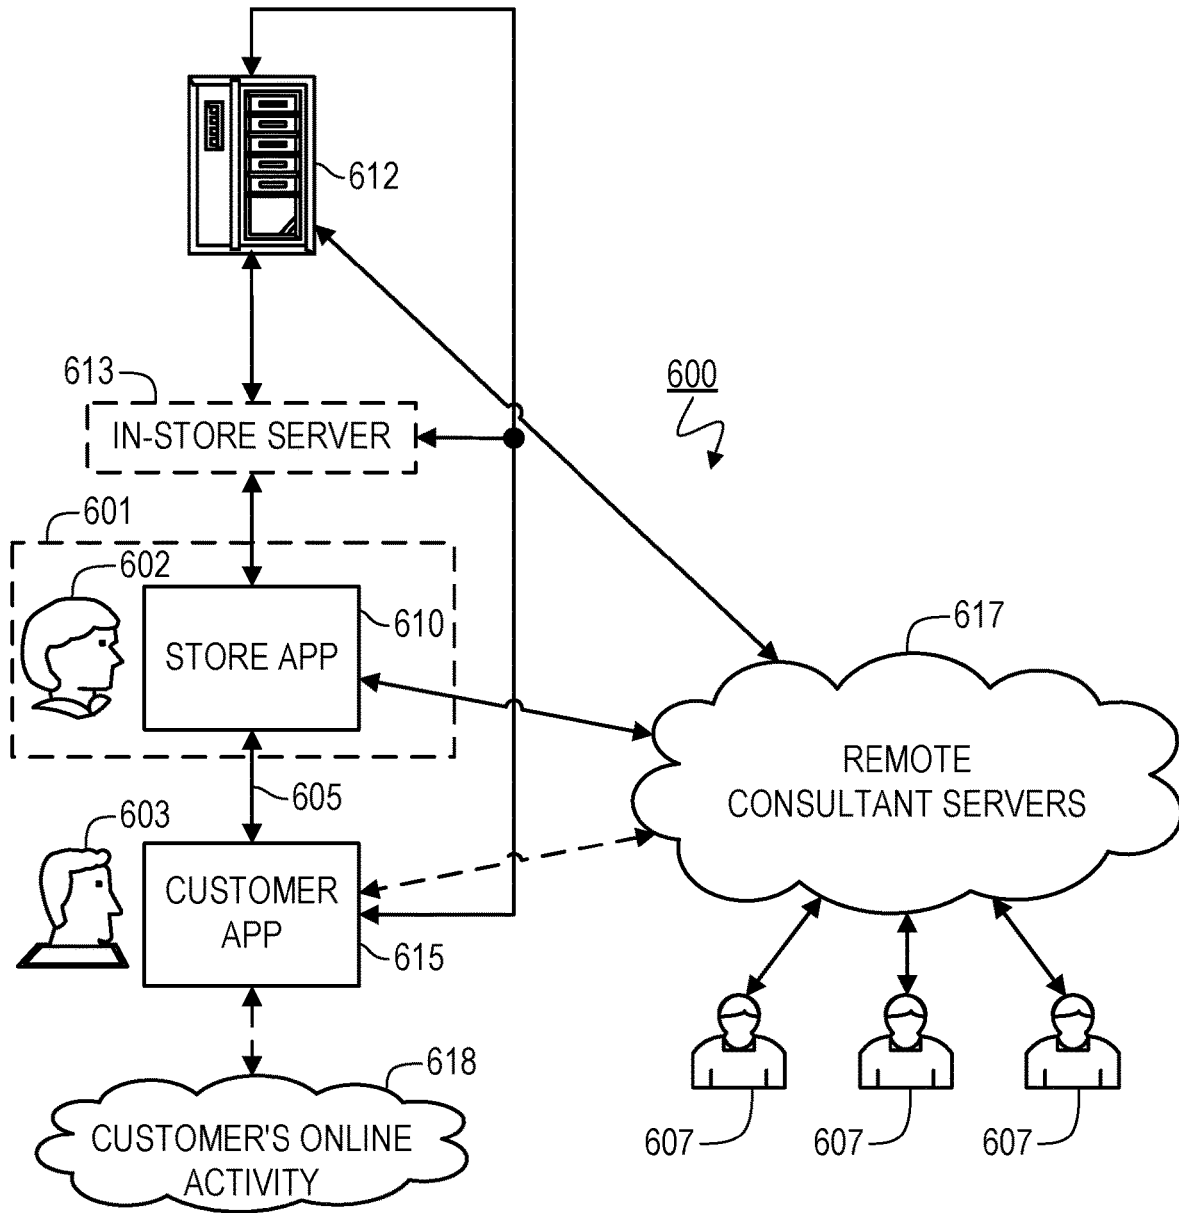 612
613
600
IN-STORE SERVER
601
602
610
STORE APP
617
REMOTE
CONSULTANT SERVERS
605
603
CUSTOMER
APP
615
618
CUSTOMER'S ONLINE
ACTIVITY
607
607
607